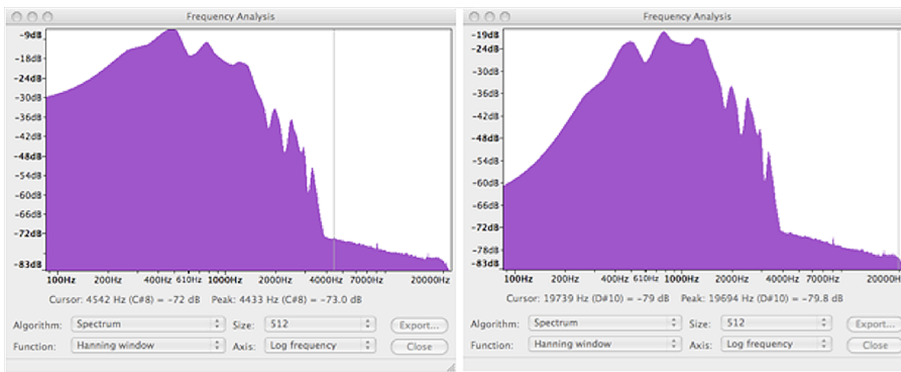 Frequency Analysis
-9dB
-18dB
-24dB
-30dB
-36dB
-42dB
-48dB
-54dB
-60dB
-66dB
-72dB
-83dB
100Hz 200Hz 400Hz 610Hz 1000Hz 2000Hz 4000Hz 7000Hz 20000Hz
Cursor: 4542 Hz (C#8) = -72 dB Peak: 4433 Hz (C#8) = -73.0 dB
Algorithm: Spectrum Size: 512 Export...
Function: Hanning window Axis: Log frequency Close
Frequency Analysis
-19dB
-24dB
-30dB
-36dB
-42dB
-48dB
-54dB
-60dB
-66dB
-72dB
-78dB
-83dB
100Hz 200Hz 400Hz 610Hz 1000Hz 2000Hz 4000Hz 7000Hz 20000H
Cursor: 19739 Hz (D#10) = -79 dB Peak: 19694 Hz (D#10) = -79.8 dB
Algorithm: Spectrum Size: 512 Export...
Function: Hanning window Axis: Log frequency Close